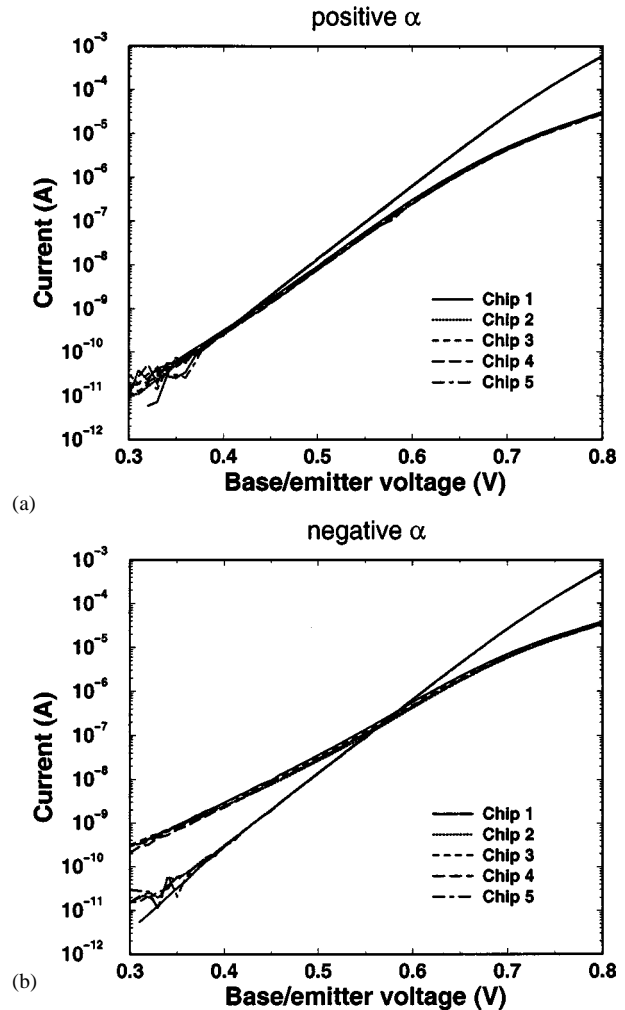 positive α
10⁻³
10⁻⁴
10⁻⁵
10⁻⁶
10⁻⁷
10⁻⁸
10⁻⁹
10⁻¹⁰
10⁻¹¹
10⁻¹²
Current (A)
Chip 1
Chip 2
Chip 3
Chip 4
Chip 5
0.3 0.4 0.5 0.6 0.7 0.8
Base/emitter voltage (V)
(a)
negative α
10⁻³
10⁻⁴
10⁻⁵
10⁻⁶
10⁻⁷
10⁻⁸
10⁻⁹
10⁻¹⁰
10⁻¹¹
10⁻¹²
Current (A)
Chip 1
Chip 2
Chip 3
Chip 4
Chip 5
0.3 0.4 0.5 0.6 0.7 0.8
Base/emitter voltage (V)
(b)